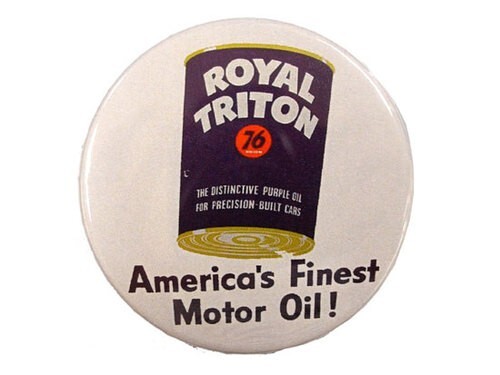 ROYAL
TRITON
76
THE DISTINCTIVE PURPLE OIL
FOR PRECISION-BUILT CARS
America's Finest
Motor Oil!